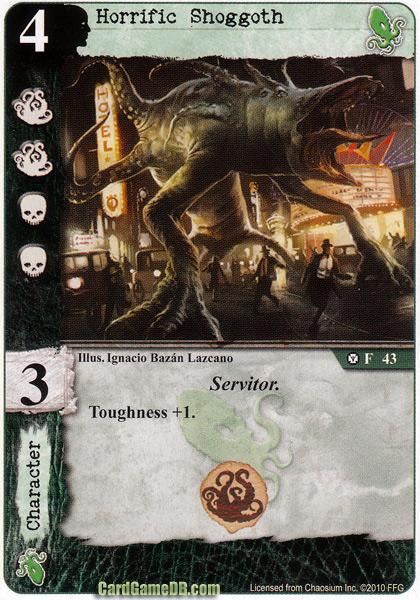 4
Horrific Shoggoth
HOTEL
Illus. Ignacio Bazán Lazcano
F 43
3
Servitor.
Toughness +1.
Character
CardGameDB.com
Licensed from Chaosium Inc. ©2010 FFG